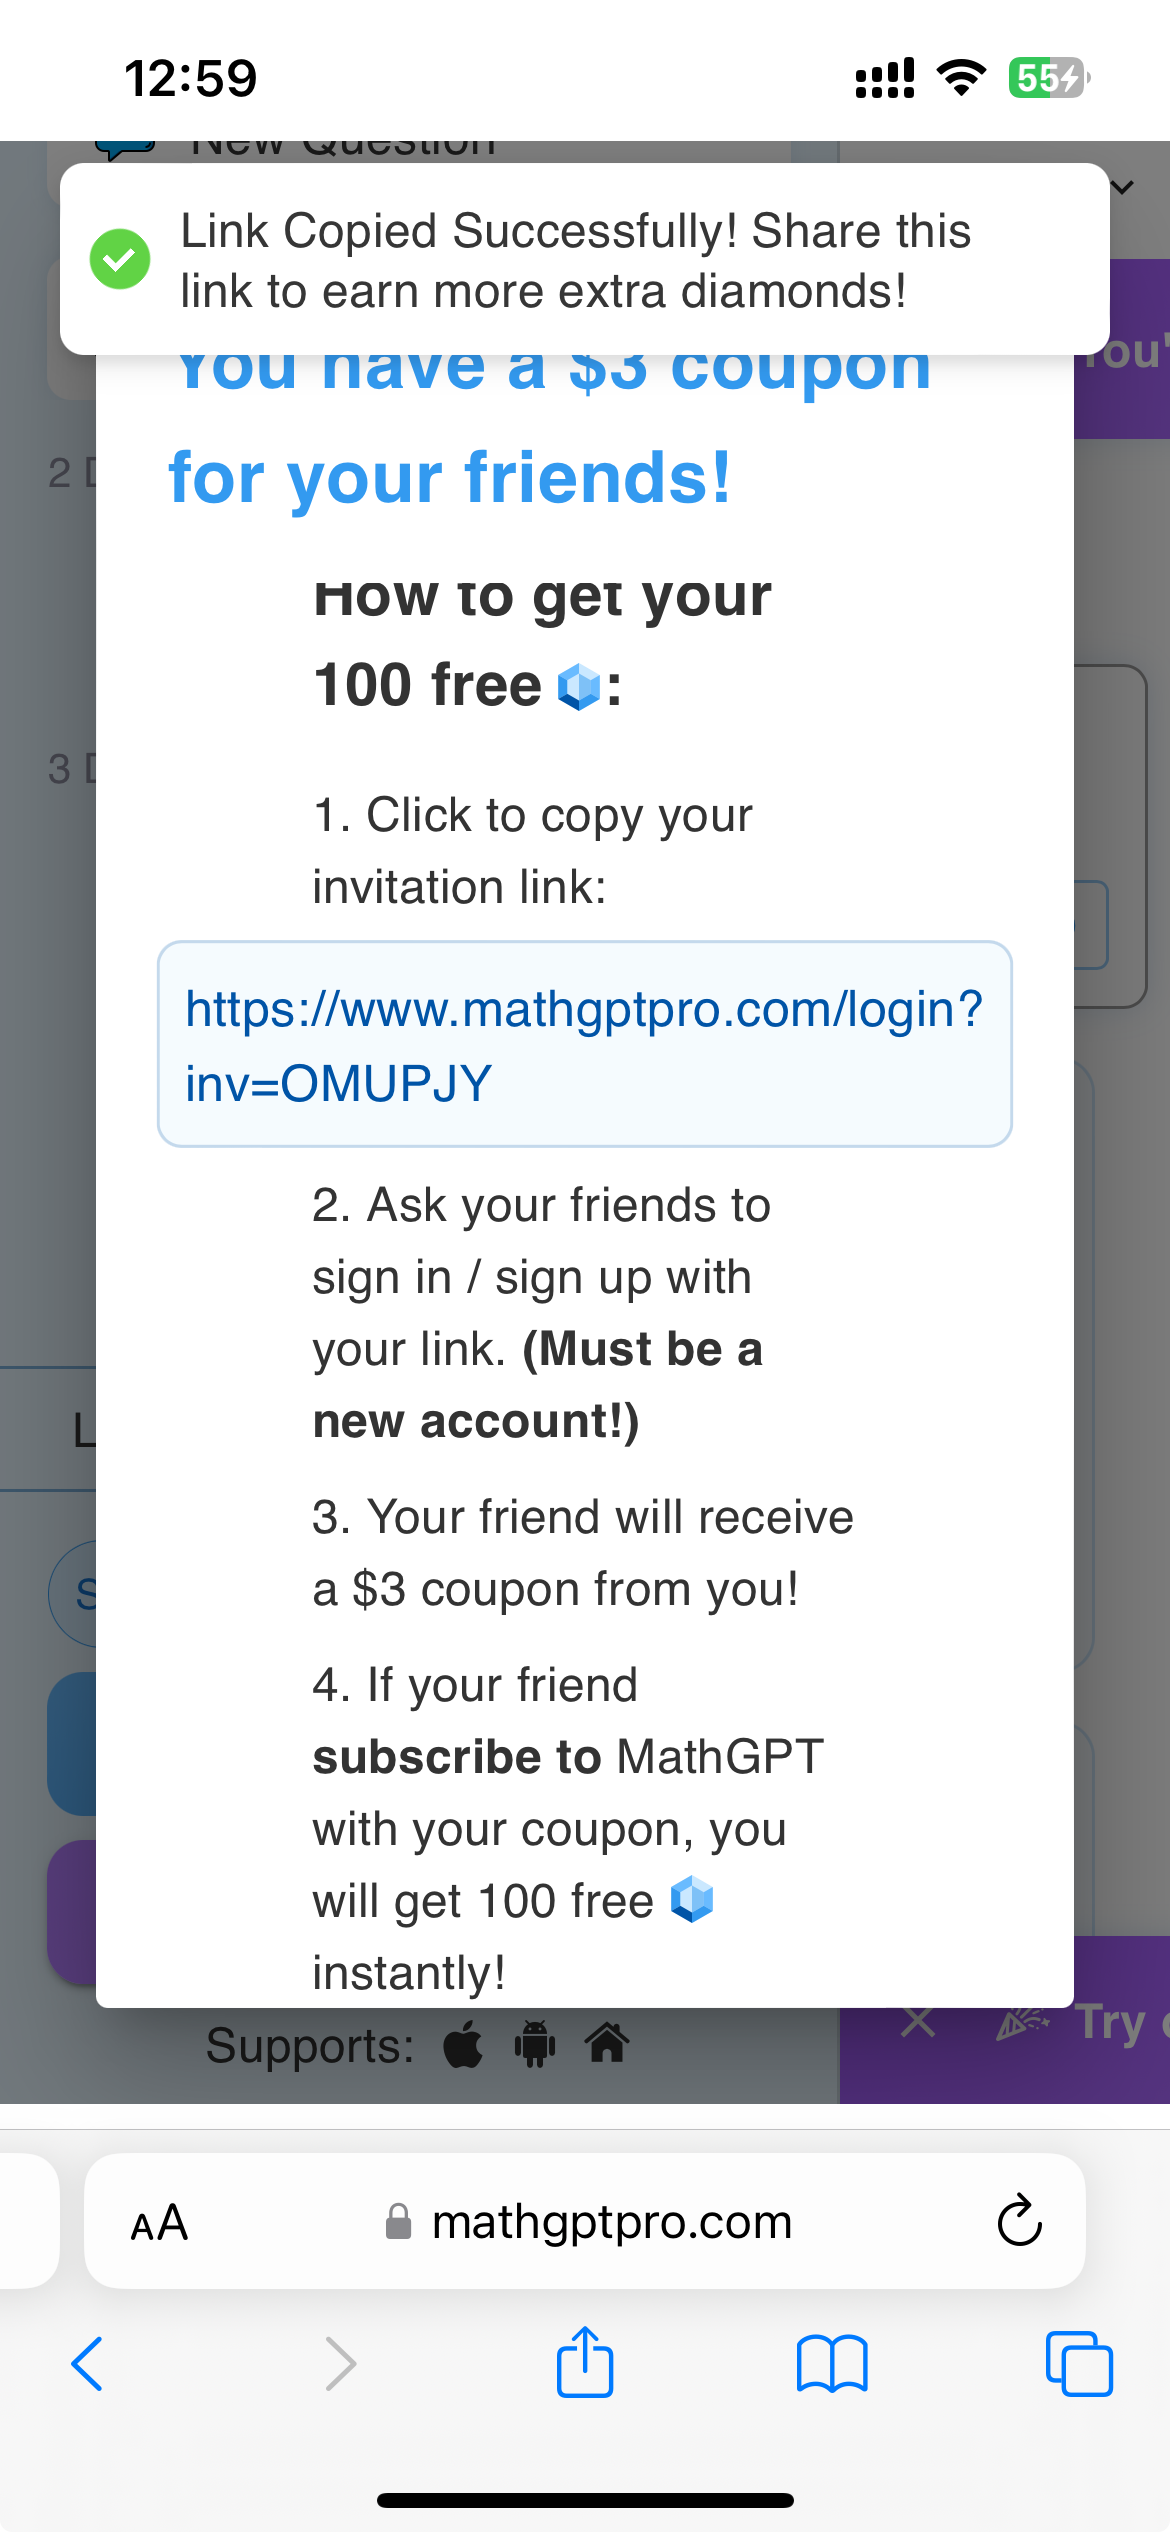 12:59
55
New Question
Link Copied Successfully! Share this
link to earn more extra diamonds!
You have a $3 coupon
for your friends!
You'
2 D
How to get your
100 free :
3 D
1. Click to copy your
invitation link:
https://www.mathgptpro.com/login?
inv=OMUPJY
2. Ask your friends to
sign in / sign up with
your link. (Must be a
new account!)
3. Your friend will receive
a $3 coupon from you!
4. If your friend
subscribe to MathGPT
with your coupon, you
will get 100 free
instantly!
L
S
Supports:
Try
AA
mathgptpro.com